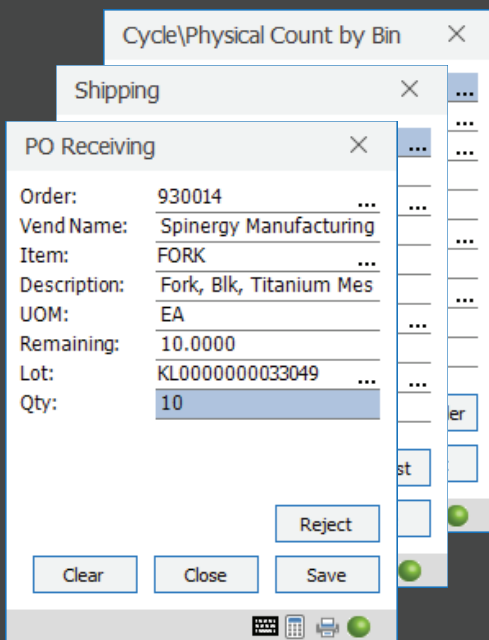 Cycle\Physical Count by Bin
...
...
...
...
...
Shipping
...
...
...
...
PO Receiving
Order: 930014 ...
Vend Name: Spinergy Manufacturing
Item: FORK ...
Description: Fork, Blk, Titanium Mes
UOM: EA
Remaining: 10.0000
Lot: KL0000000033049 ...
Qty: 10
Reject
Clear Close Save